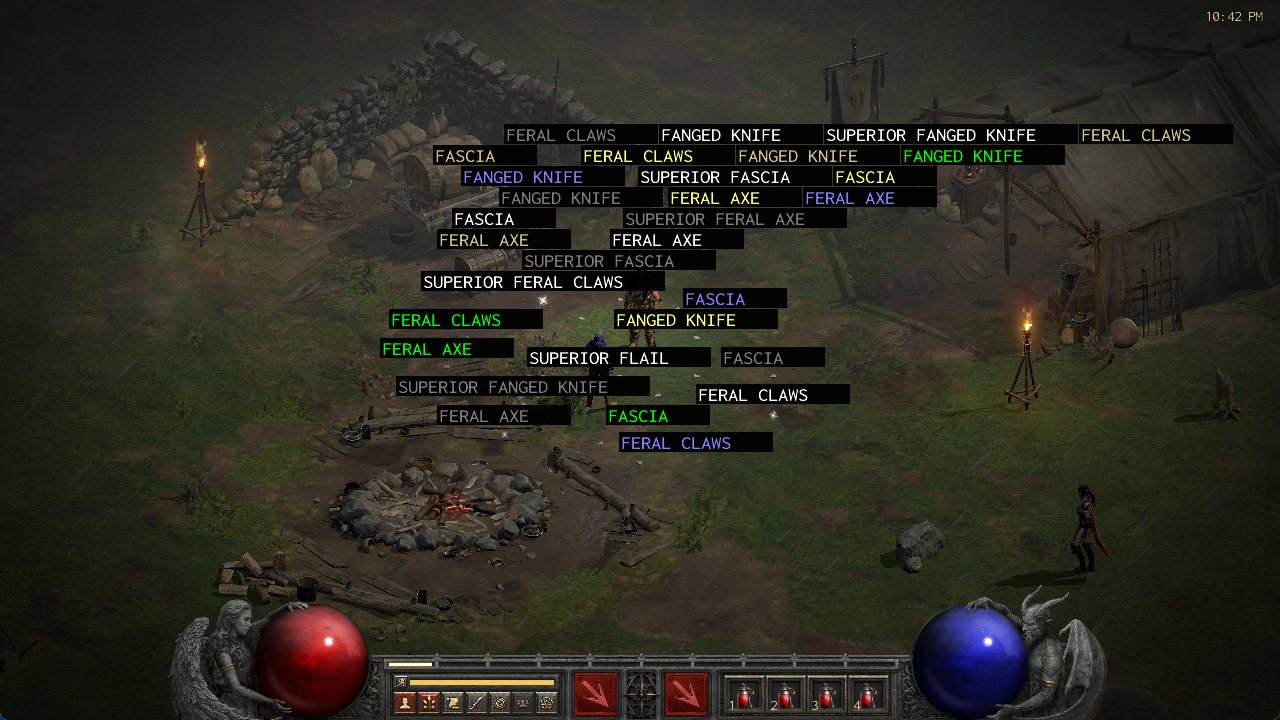 10:42 PM
FERAL CLAWS FANGED KNIFE SUPERIOR FANGED KNIFE FERAL CLAWS
FASCIA FERAL CLAWS FANGED KNIFE FANGED KNIFE
FANGED KNIFE SUPERIOR FASCIA FASCIA
FANGED KNIFE FERAL AXE FERAL AXE
FASCIA SUPERIOR FERAL AXE
FERAL AXE FERAL AXE
SUPERIOR FASCIA
SUPERIOR FERAL CLAWS
FASCIA
FERAL CLAWS FANGED KNIFE
FERAL AXE
SUPERIOR FLAIL FASCIA
SUPERIOR FANGED KNIFE
FERAL CLAWS
FERAL AXE FASCIA
FERAL CLAWS
1 2 3 4